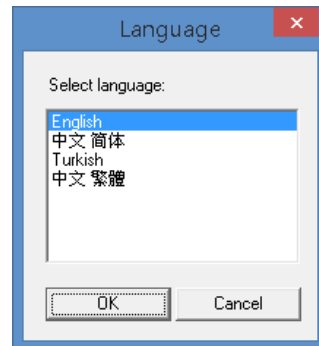 Language
Select language:
English
中文 简体
Turkish
中文 繁體
OK
Cancel